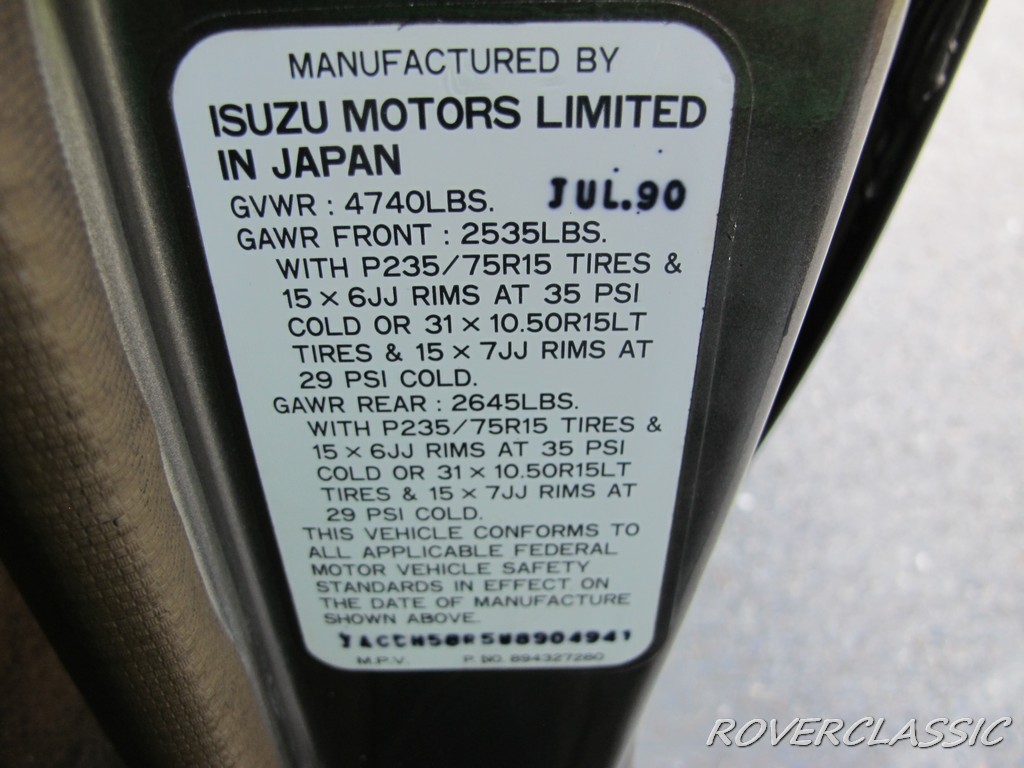 MANUFACTURED BY
ISUZU MOTORS LIMITED
IN JAPAN
GVWR : 4740LBS. JUL.90
GAWR FRONT : 2535LBS.
WITH P235/75R15 TIRES &
15 × 6JJ RIMS AT 35 PSI
COLD OR 31 × 10.50R15LT
TIRES & 15 × 7JJ RIMS AT
29 PSI COLD.
GAWR REAR : 2645LBS.
WITH P235/75R15 TIRES &
15 × 6JJ RIMS AT 35 PSI
COLD OR 31 × 10.50R15LT
TIRES & 15 × 7JJ RIMS AT
29 PSI COLD.
THIS VEHICLE CONFORMS TO
ALL APPLICABLE FEDERAL
MOTOR VEHICLE SAFETY
STANDARDS IN EFFECT ON
THE DATE OF MANUFACTURE
SHOWN ABOVE.
JACCH58R5M8904941
M.P.V. P. NO. 894327260
ROVERCLASSIC